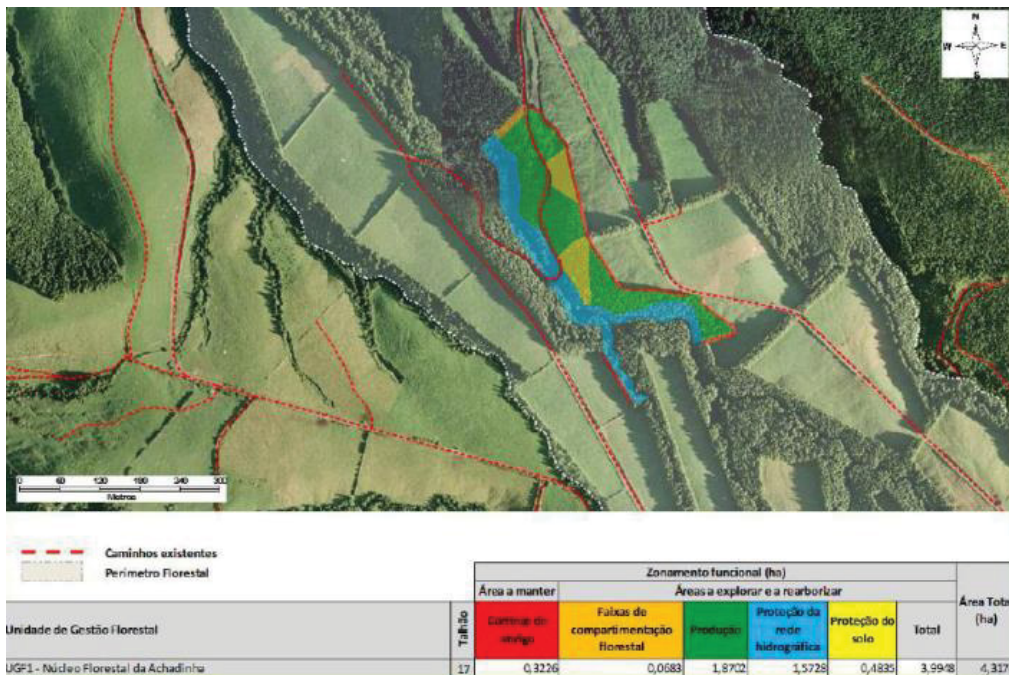 N
W E
S
0 60 120 180 240 300
Metros
Caminhos existentes
Perímetro Florestal
Zonamento funcional (ha)
Área a manter Áreas a explorar e a rearborizar
Unidade de Gestão Florestal Talhão Cortinas de abrigo Faixas de compartimentação florestal Produção Proteção da rede hidrográfica Proteção do solo Total Área Total (ha)
UGF1 - Núcleo Florestal da Achadinha 17 0,3226 0,0683 1,8702 1,5728 0,4835 3,9948 4,317